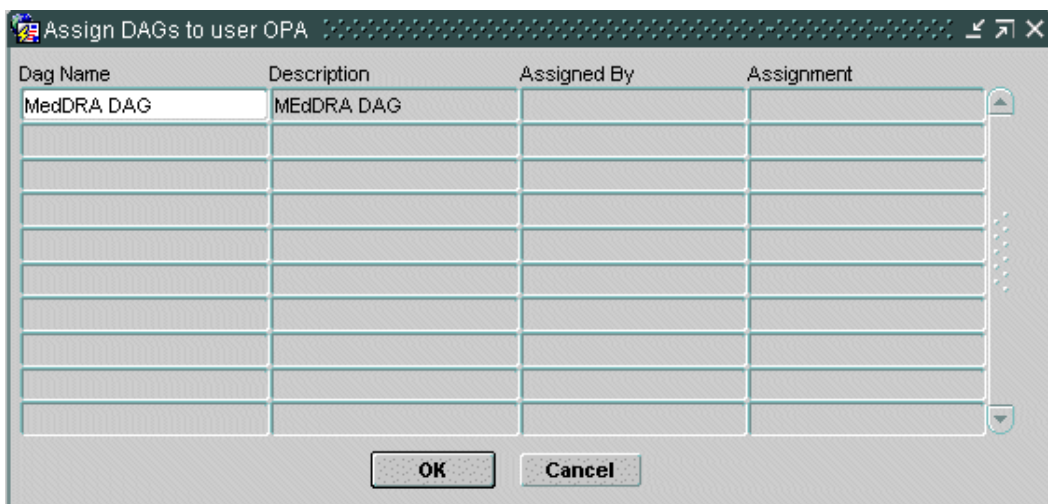 Assign DAGs to user OPA
Dag Name Description Assigned By Assignment
MedDRA DAG MEdDRA DAG
OK Cancel